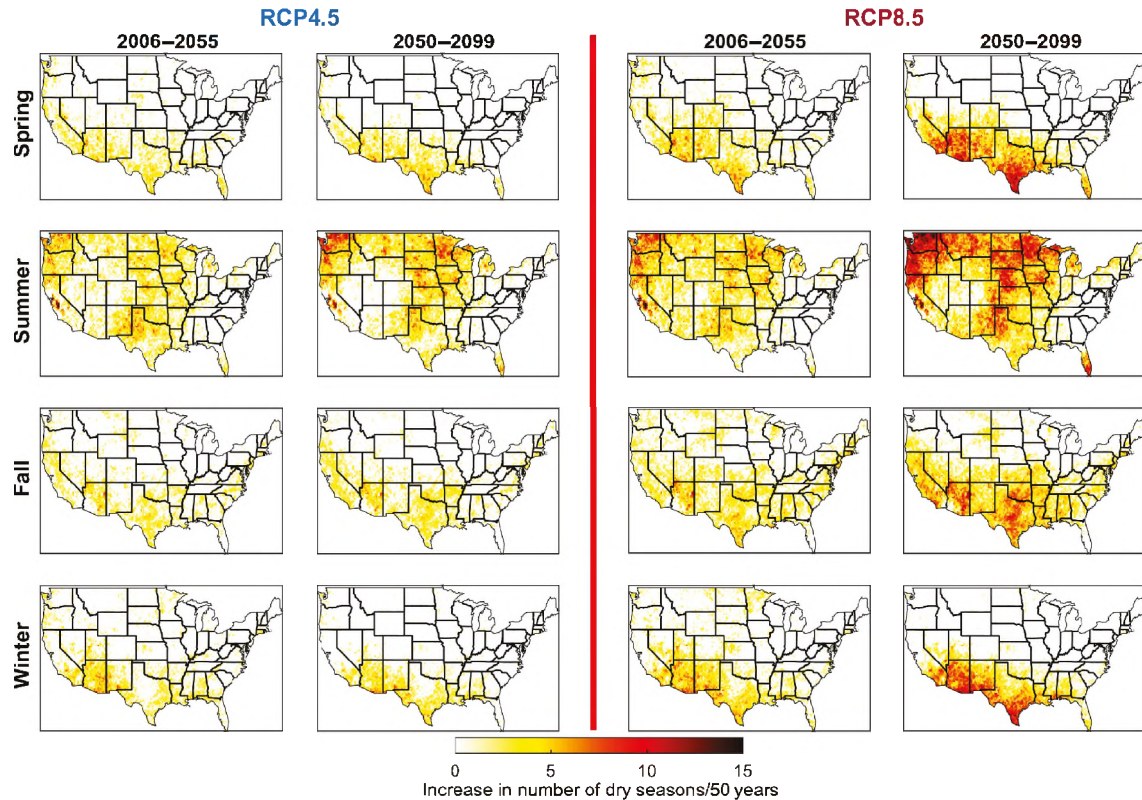 RCP4.5
RCP8.5
2006–2055
2050–2099
2006–2055
2050–2099
Spring
Summer
Fall
Winter
0
5
10
15
Increase in number of dry seasons/50 years